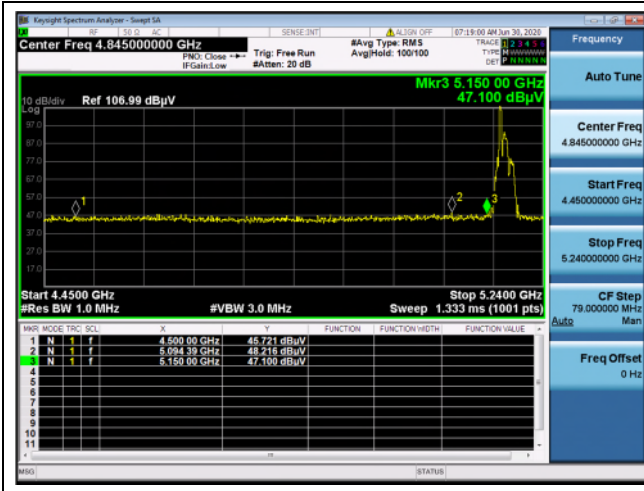 Keysight Spectrum Analyzer - Swept SA
RF 50 Ω AC SENSE:INT ALIGN OFF 07:19:00 AM Jun 30, 2020
Center Freq 4.845000000 GHz #Avg Type: RMS TRACE 1 2 3 4 5 6
PNO: Close Trig: Free Run Avg|Hold: 100/100 TYPE M WWWWW
IFGain:Low #Atten: 20 dB DET P N N N N N
Mkr3 5.150 00 GHz
10 dB/div Ref 106.99 dBµV 47.100 dBµV
Log
97.0
87.0
77.0
67.0
57.0
47.0
37.0
27.0
17.0
1
2
3
Start 4.4500 GHz Stop 5.2400 GHz
#Res BW 1.0 MHz #VBW 3.0 MHz Sweep 1.333 ms (1001 pts)
MKR MODE TRC SCL X Y FUNCTION FUNCTION WIDTH FUNCTION VALUE
1 N 1 f 4.500 00 GHz 45.721 dBuV
2 N 1 f 5.094 39 GHz 48.216 dBuV
3 N 1 f 5.150 00 GHz 47.100 dBuV
4
5
6
7
8
9
10
11
MSG STATUS
Frequency
Auto Tune
Center Freq
4.845000000 GHz
Start Freq
4.450000000 GHz
Stop Freq
5.240000000 GHz
CF Step
79.000000 MHz
Auto Man
Freq Offset
0 Hz